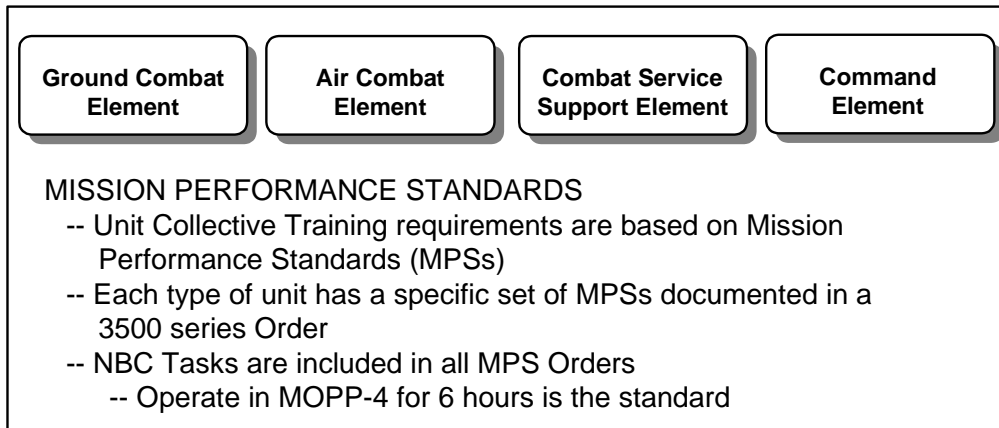 Ground Combat
Element
Air Combat
Element
Combat Service
Support Element
Command
Element
MISSION PERFORMANCE STANDARDS
-- Unit Collective Training requirements are based on Mission
Performance Standards (MPSs)
-- Each type of unit has a specific set of MPSs documented in a
3500 series Order
-- NBC Tasks are included in all MPS Orders
-- Operate in MOPP-4 for 6 hours is the standard